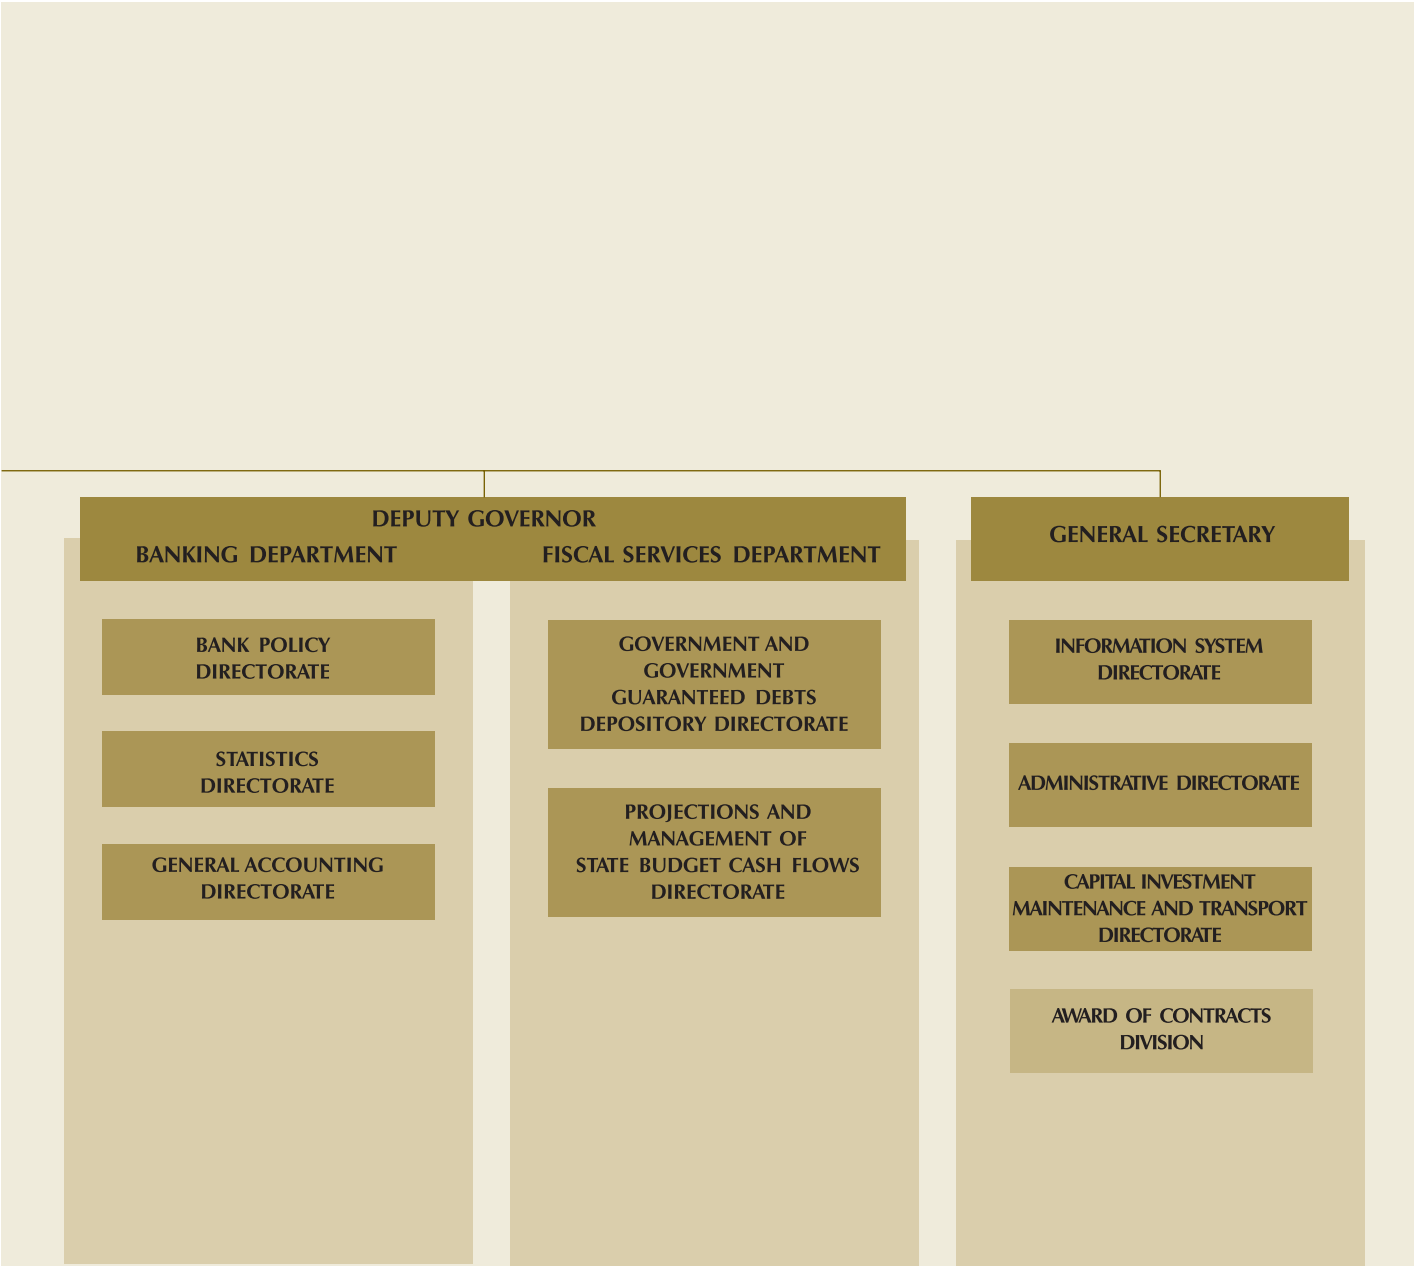 DEPUTY GOVERNOR
BANKING DEPARTMENT
FISCAL SERVICES DEPARTMENT
BANK POLICY
DIRECTORATE
STATISTICS
DIRECTORATE
GENERAL ACCOUNTING
DIRECTORATE
GOVERNMENT AND
GOVERNMENT
GUARANTEED DEBTS
DEPOSITORY DIRECTORATE
PROJECTIONS AND
MANAGEMENT OF
STATE BUDGET CASH FLOWS
DIRECTORATE
GENERAL SECRETARY
INFORMATION SYSTEM
DIRECTORATE
ADMINISTRATIVE DIRECTORATE
CAPITAL INVESTMENT
MAINTENANCE AND TRANSPORT
DIRECTORATE
AWARD OF CONTRACTS
DIVISION